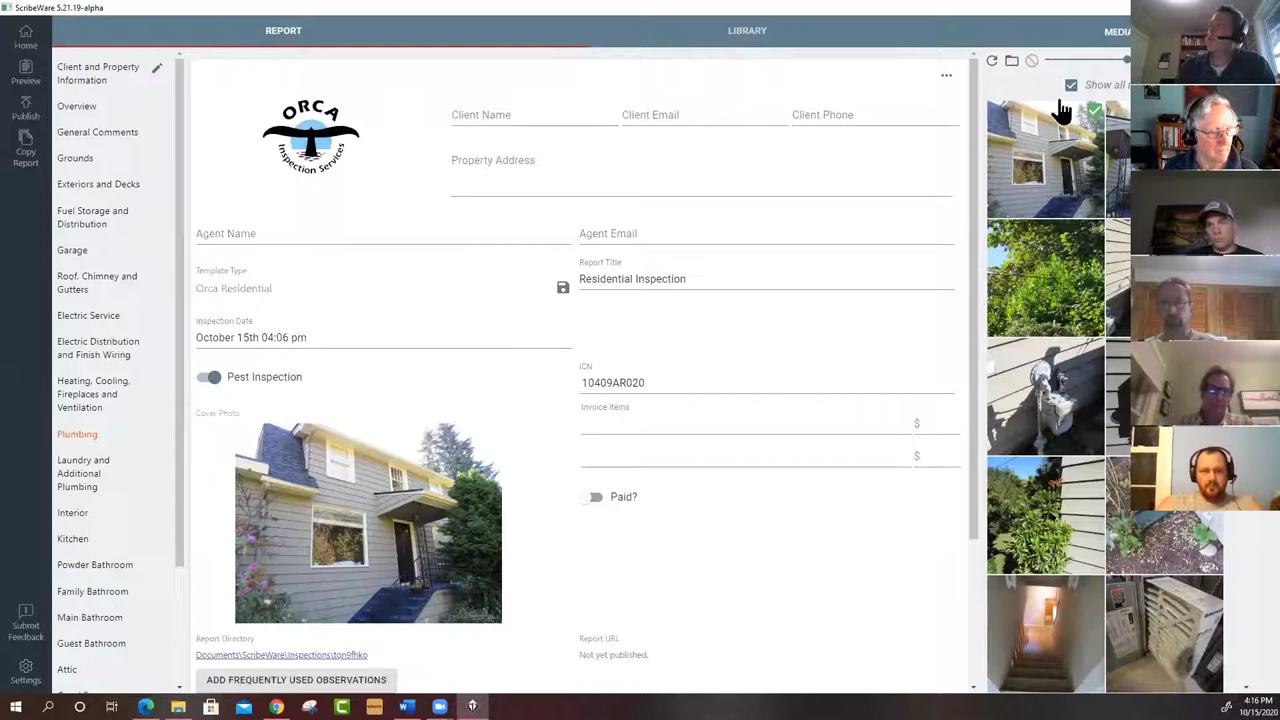 ScribeWare 5.21.19-alpha
Home
Preview
Publish
Copy
Report
Submit
Feedback
Settings
Client and Property
Information
Overview
General Comments
Grounds
Exteriors and Decks
Fuel Storage and
Distribution
Garage
Roof, Chimney and
Gutters
Electric Service
Electric Distribution
and Finish Wiring
Heating, Cooling,
Fireplaces and
Ventilation
Plumbing
Laundry and
Additional
Plumbing
Interior
Kitchen
Powder Bathroom
Family Bathroom
Main Bathroom
Guest Bathroom
Attic
REPORT
LIBRARY
MEDIA
ORCA
Inspection Services
Client Name
Client Email
Client Phone
Property Address
Agent Name
Agent Email
Template Type
Orca Residential
Report Title
Residential Inspection
Inspection Date
October 15th 04:06 pm
Pest Inspection
ICN
10409AR020
Invoice Items
$
$
Paid?
Cover Photo
Report Directory
Documents\ScribeWare\Inspections\tqn9fhko
Report URL
Not yet published.
ADD FREQUENTLY USED OBSERVATIONS
Show all
4:16 PM
10/15/2020